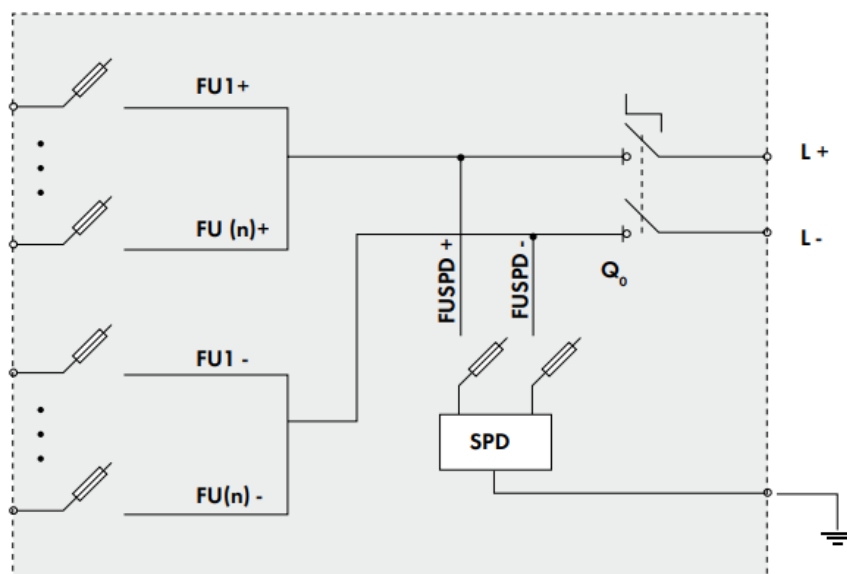 FU1+
L +
FU (n)+
L -
FUSPD +
FUSPD -
Q0
FU1 -
SPD
FU(n) -